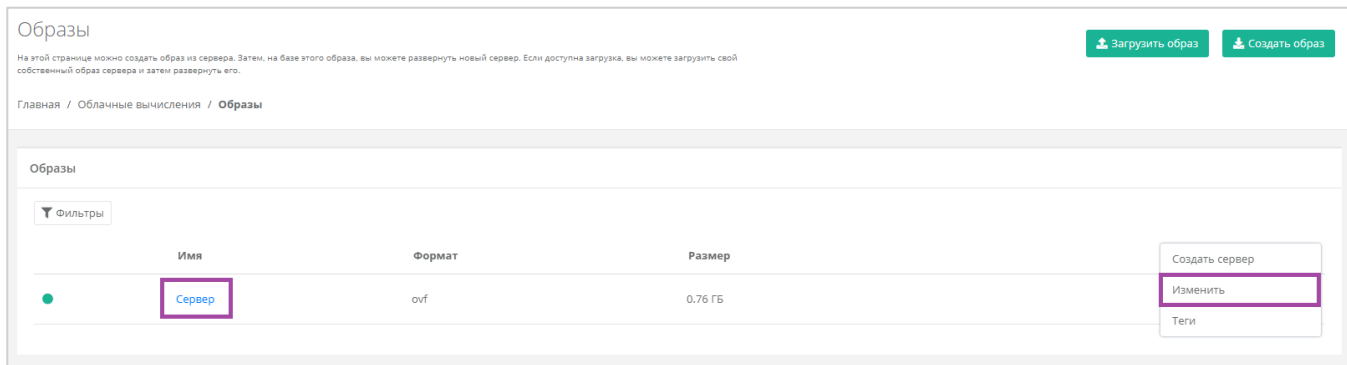 Образы
Загрузить образ
Создать образ
На этой странице можно создать образ из сервера. Затем, на базе этого образа, вы можете развернуть новый сервер. Если доступна загрузка, вы можете загрузить свой
собственный образ сервера и затем развернуть его.
Главная / Облачные вычисления / Образы
Образы
Фильтры
Имя Формат Размер
Создать сервер
Сервер ovf 0.76 ГБ
Изменить
Теги